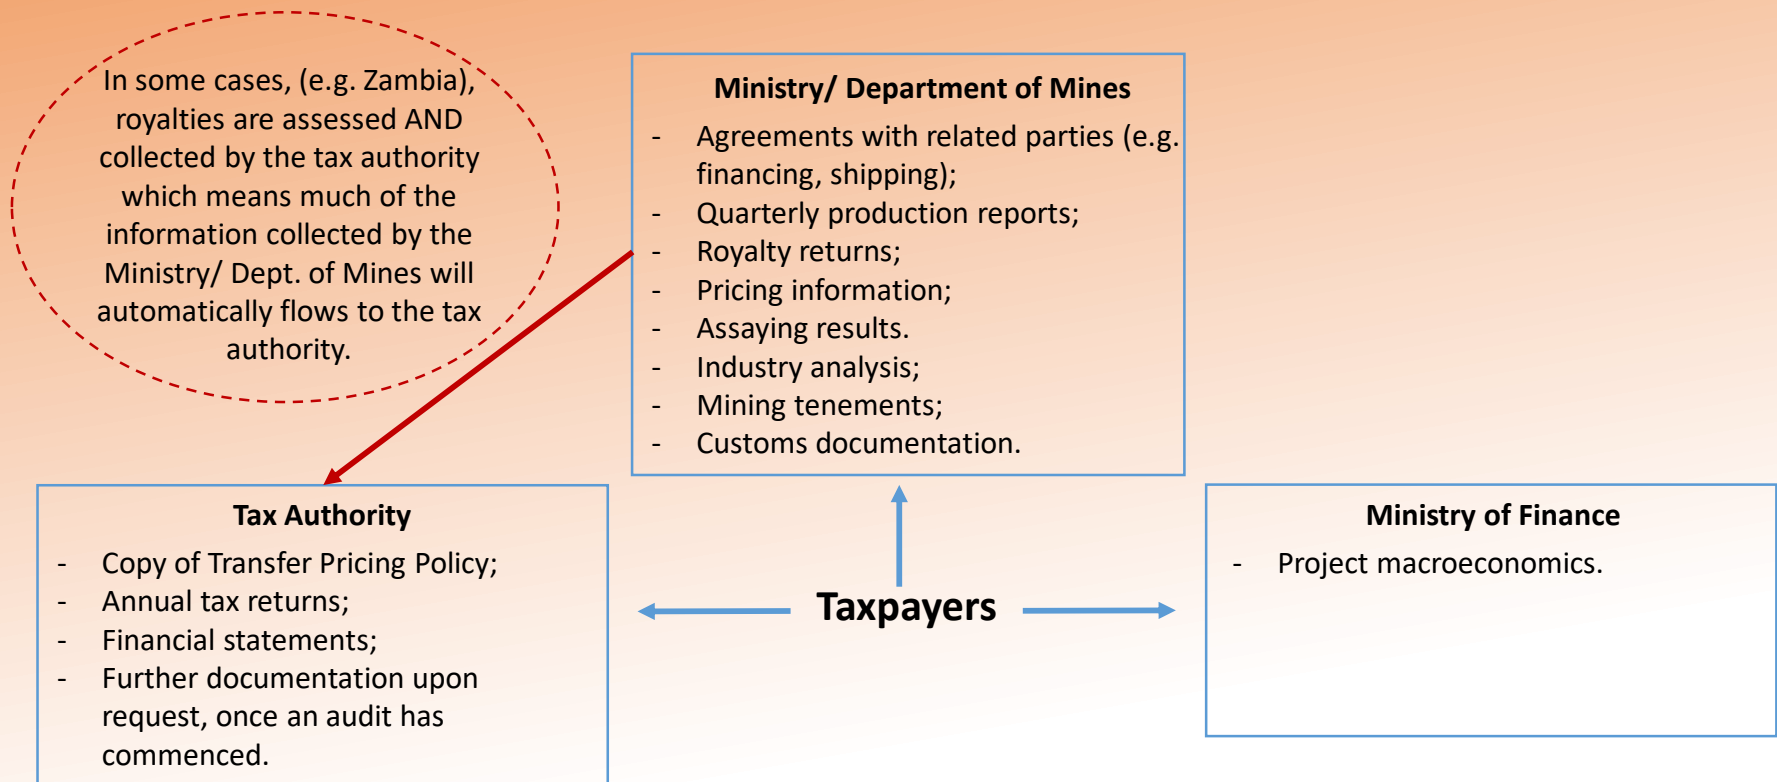 In some cases, (e.g. Zambia),
royalties are assessed AND
collected by the tax authority
which means much of the
information collected by the
Ministry/ Dept. of Mines will
automatically flows to the tax
authority.
Ministry/ Department of Mines
- Agreements with related parties (e.g.
financing, shipping);
- Quarterly production reports;
- Royalty returns;
- Pricing information;
- Assaying results.
- Industry analysis;
- Mining tenements;
- Customs documentation.
Tax Authority
- Copy of Transfer Pricing Policy;
- Annual tax returns;
- Financial statements;
- Further documentation upon
request, once an audit has
commenced.
Taxpayers
Ministry of Finance
- Project macroeconomics.